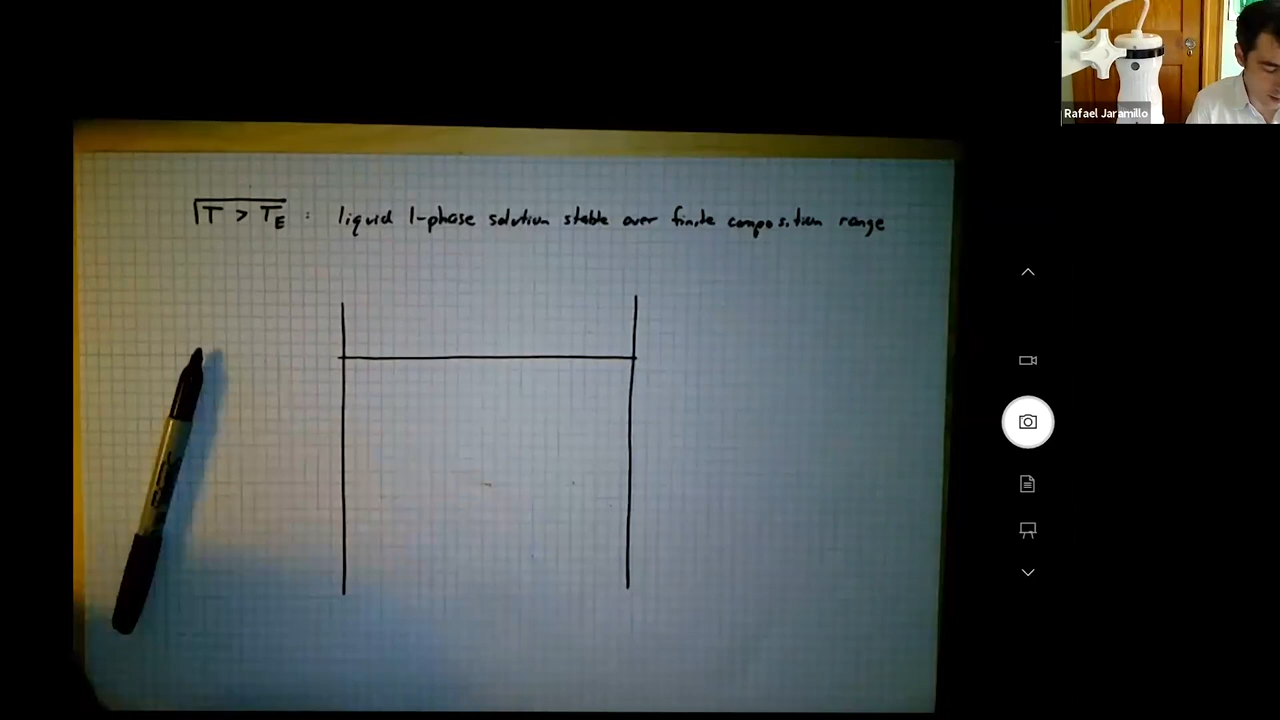 T > T_E : liquid 1-phase solution stable over finite composition range
Rafael Jaramillo